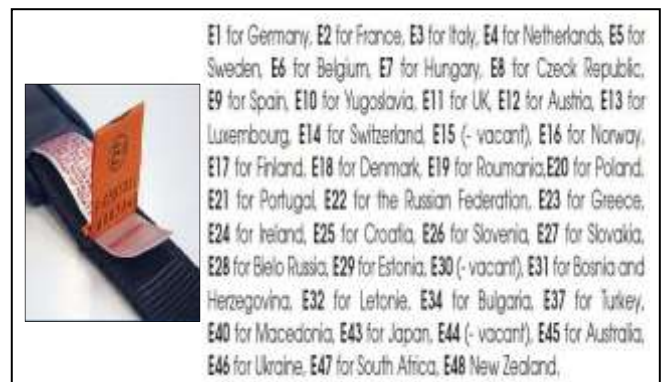 E1 for Germany, E2 for France, E3 for Italy, E4 for Netherlands, E5 for
Sweden, E6 for Belgium, E7 for Hungary, E8 for Czeck Republic,
E9 for Spain, E10 for Yugoslavia, E11 for UK, E12 for Austria, E13 for
Luxembourg, E14 for Switzerland, E15 (- vacant), E16 for Norway,
E17 for Finland, E18 for Denmark, E19 for Roumania,E20 for Poland,
E21 for Portugal, E22 for the Russian Federation, E23 for Greece,
E24 for Ireland, E25 for Croatia, E26 for Slovenia, E27 for Slovakia,
E28 for Bielo Russia, E29 for Estonia, E30 (- vacant), E31 for Bosnia and
Herzegovina, E32 for Letonie, E34 for Bulgaria, E37 for Turkey,
E40 for Macedonia, E43 for Japan, E44 (- vacant), E45 for Australia,
E46 for Ukraine, E47 for South Africa, E48 New Zealand.